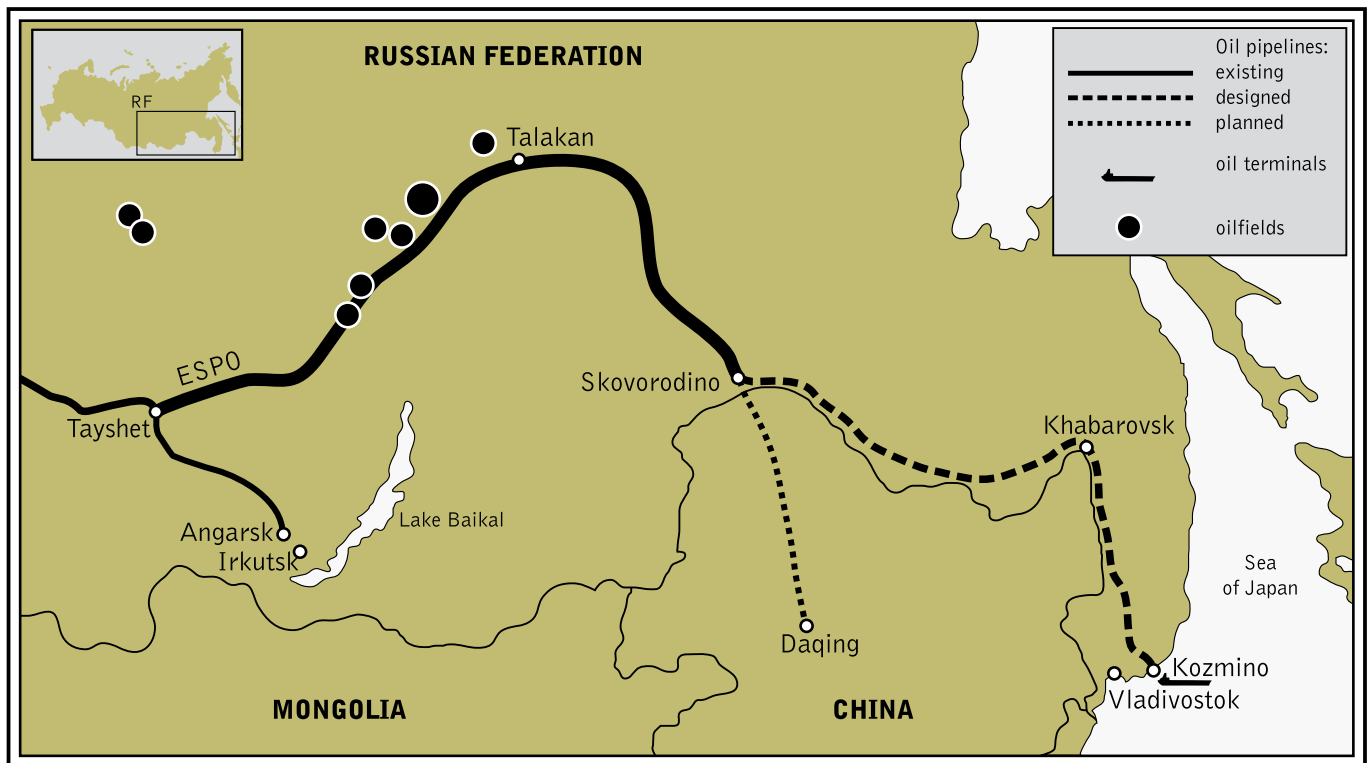 RUSSIAN FEDERATION
RF
Oil pipelines:
existing
designed
planned
oil terminals
oilfields
Talakan
ESPO
Skovorodino
Tayshet
Khabarovsk
Angarsk
Lake Baikal
Irkutsk
Sea
of Japan
Daqing
Kozmino
Vladivostok
MONGOLIA
CHINA